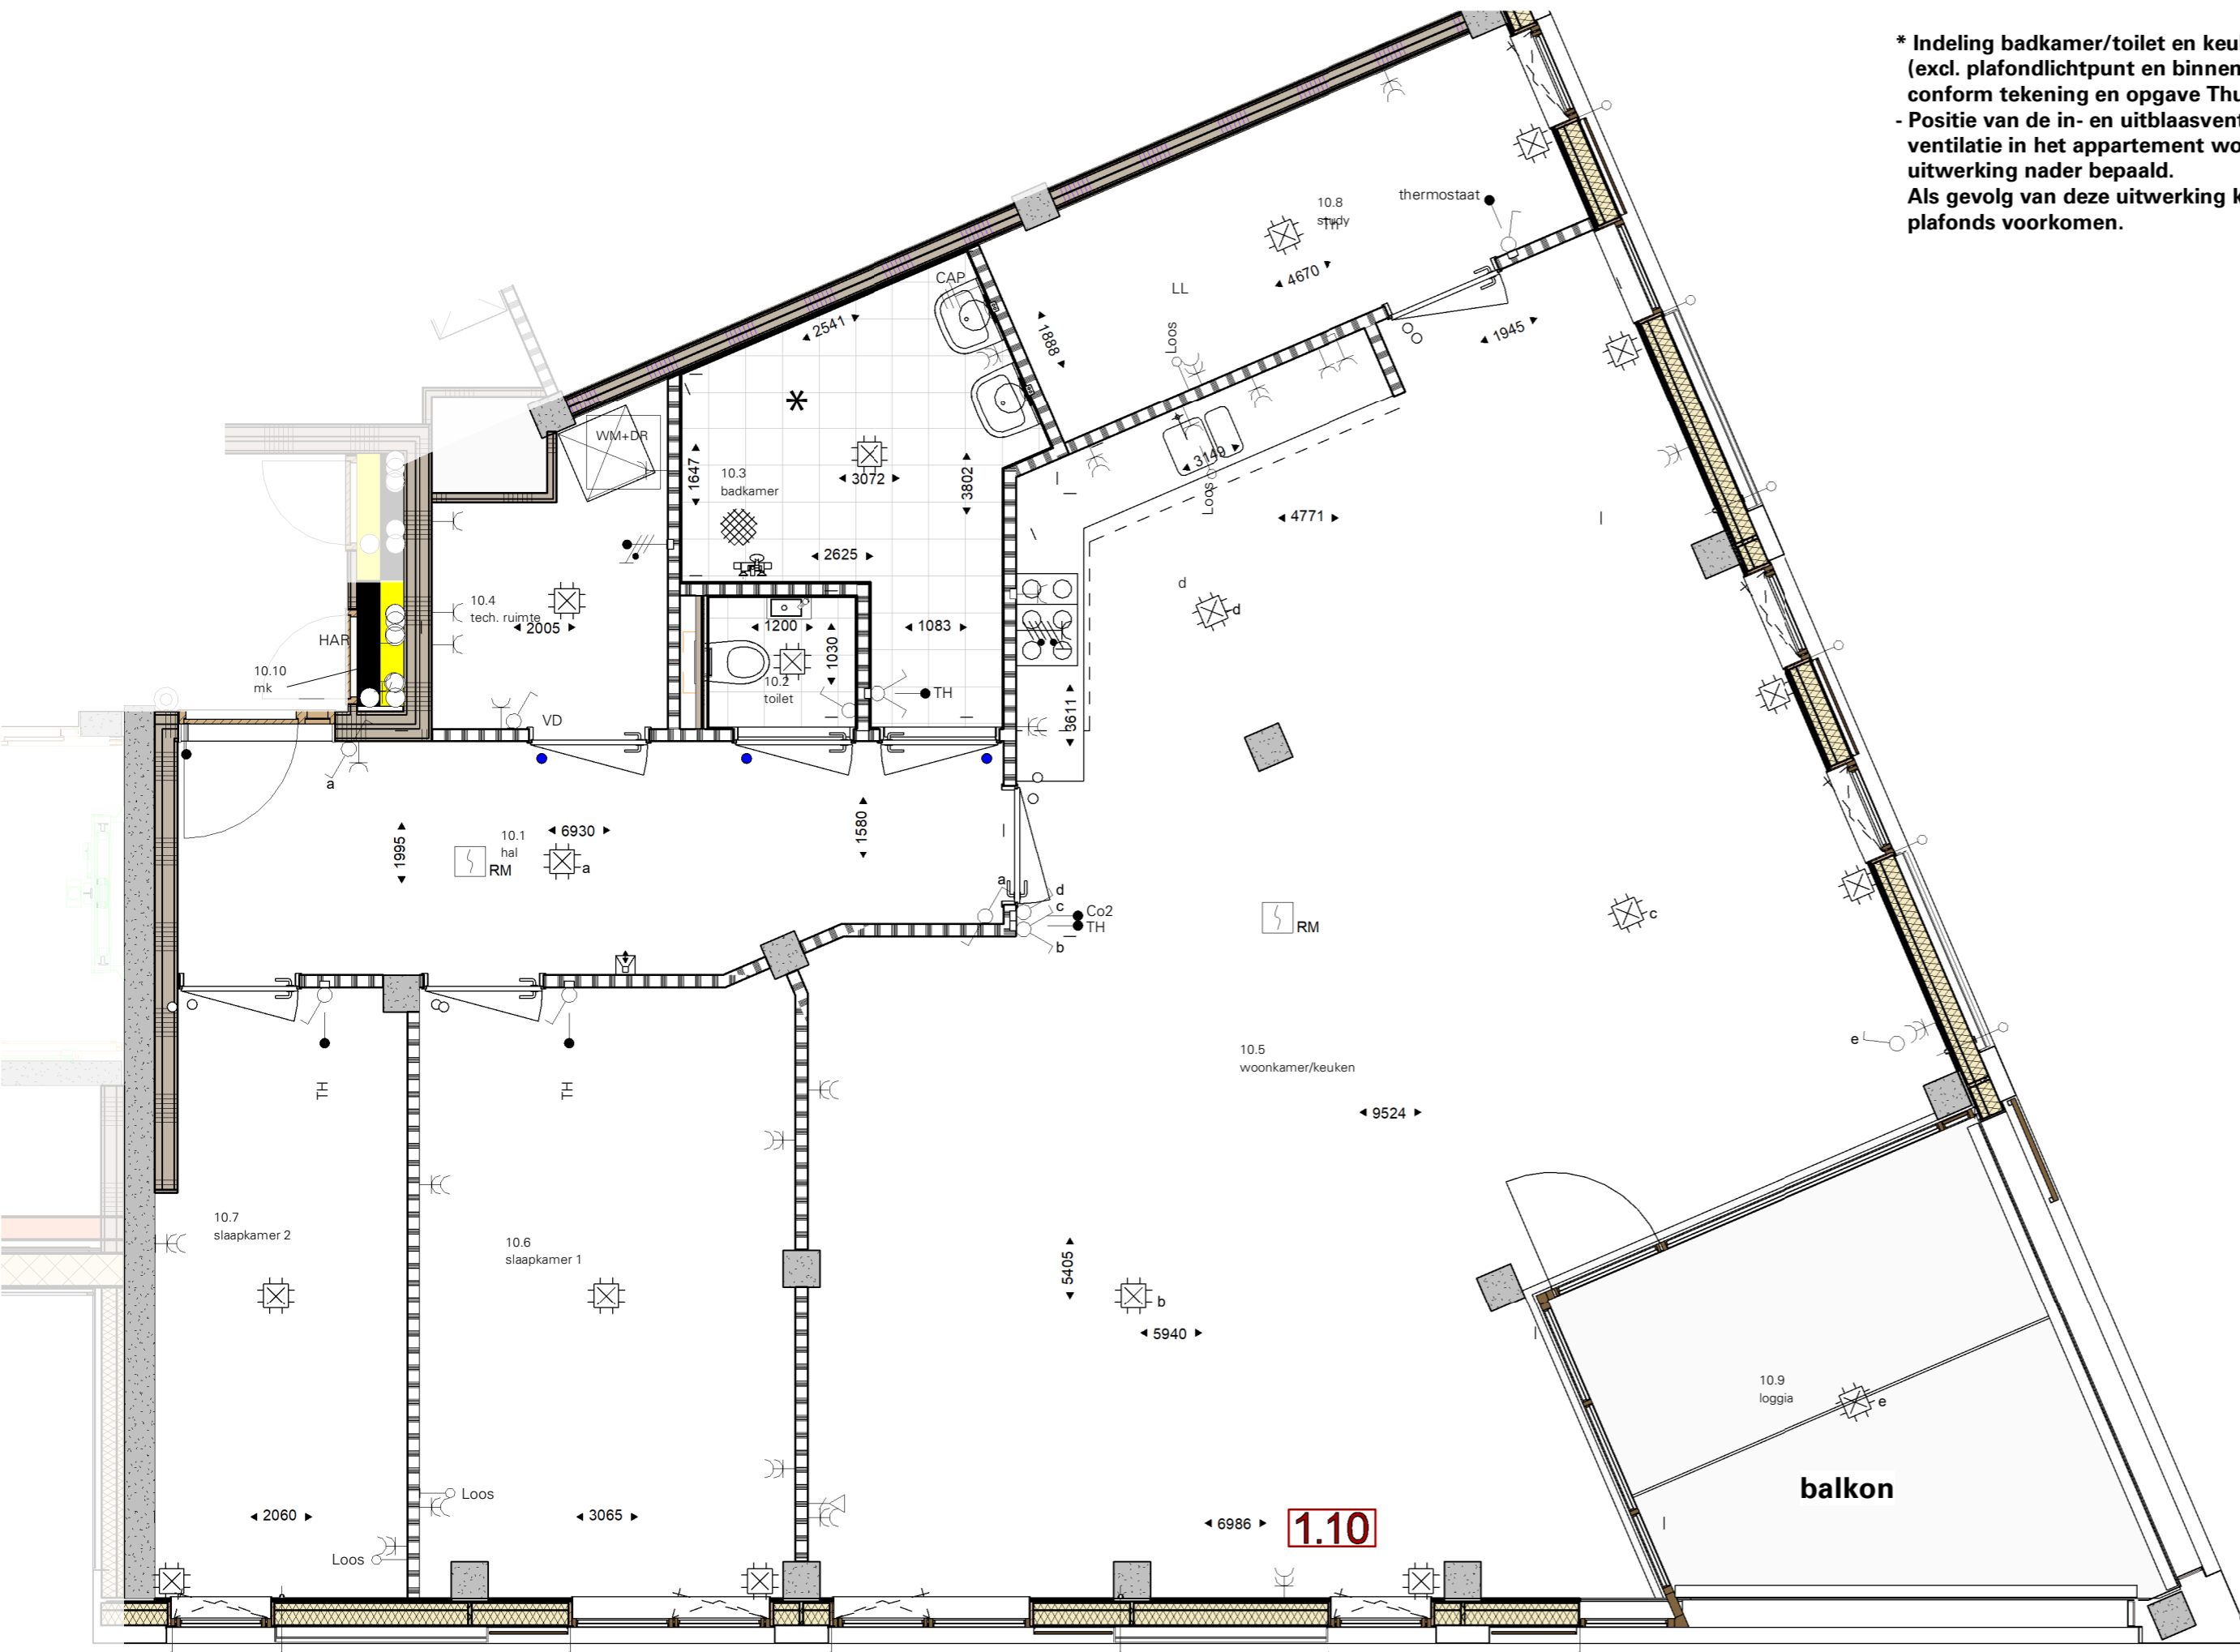 * Indeling badkamer/toilet en keu
(excl. plafondlichtpunt en binnen
conform tekening en opgave Thu
- Positie van de in- en uitblaasvent
ventilatie in het appartement wo
uitwerking nader bepaald.
Als gevolg van deze uitwerking k
plafonds voorkomen.
thermostaat
10.8
study
TH
4670
LL
Loos
1945
CAP
2541
1888
*
WM+DR
1647
10.3
badkamer
3072
3802
3149
Loos
4771
2625
d
d
10.4
tech. ruimte
2005
1200
1030
1083
10.2
toilet
TH
HAR
10.10
mk
VD
3611
a
1995
10.1
hal
6930
RM
a
1580
a
d
c
Co2
TH
b
RM
c
e
10.5
woonkamer/keuken
TH
TH
9524
10.7
slaapkamer 2
10.6
slaapkamer 1
5405
b
5940
10.9
loggia
e
balkon
Loos
2060
3065
6986
1.10
Loos